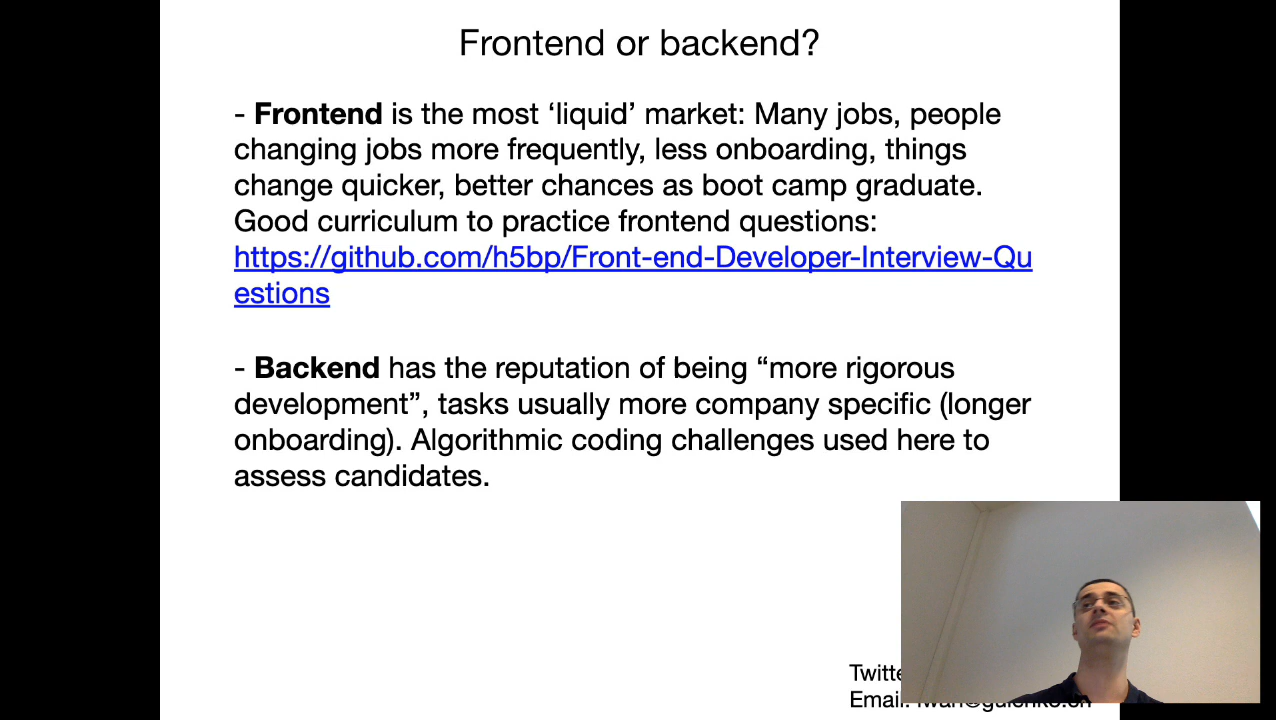 Frontend or backend?
- Frontend is the most ‘liquid’ market: Many jobs, people
changing jobs more frequently, less onboarding, things
change quicker, better chances as boot camp graduate.
Good curriculum to practice frontend questions:
https://github.com/h5bp/Front-end-Developer-Interview-Qu
estions
- Backend has the reputation of being “more rigorous
development”, tasks usually more company specific (longer
onboarding). Algorithmic coding challenges used here to
assess candidates.
Email: